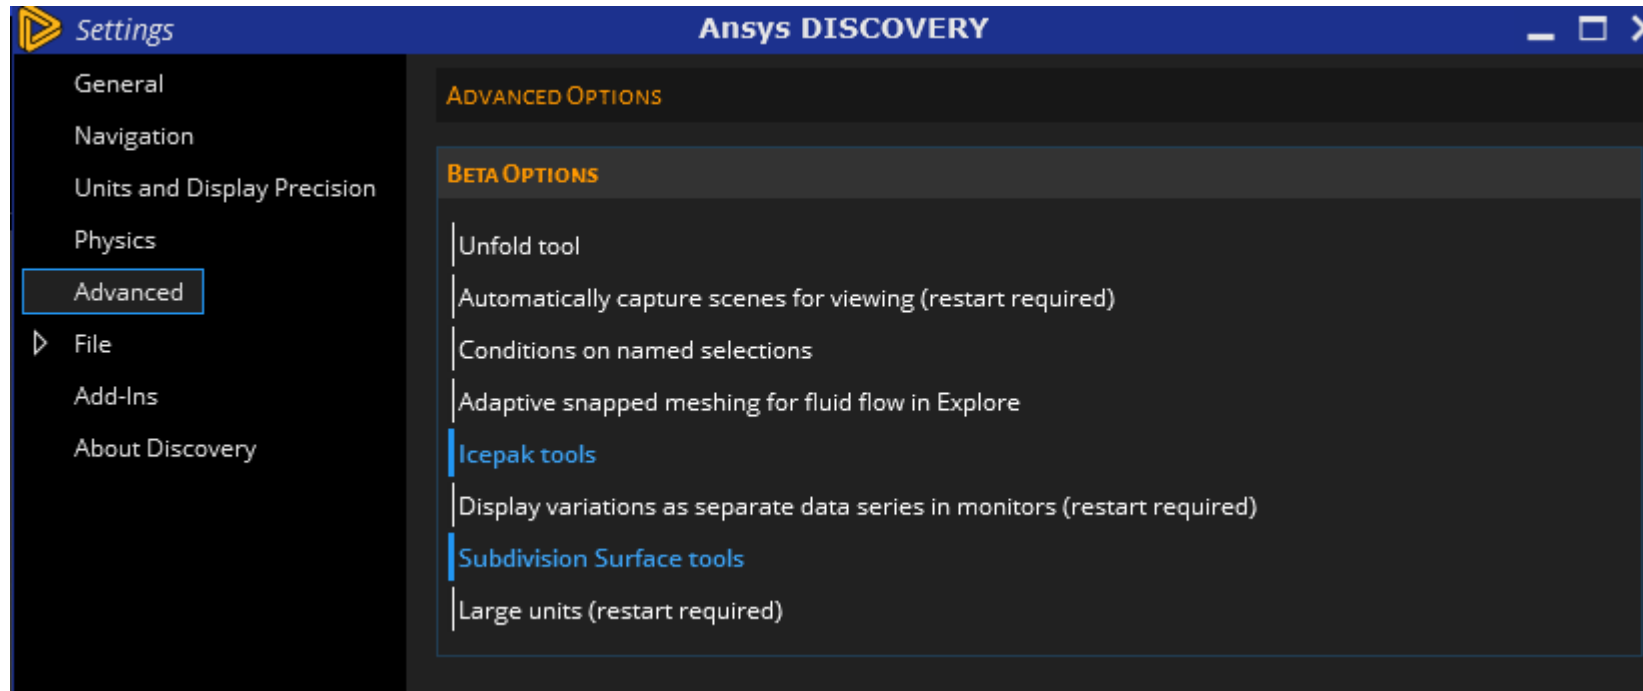 Settings
Ansys DISCOVERY
General
Navigation
Units and Display Precision
Physics
Advanced
File
Add-Ins
About Discovery
ADVANCED OPTIONS
BETA OPTIONS
Unfold tool
Automatically capture scenes for viewing (restart required)
Conditions on named selections
Adaptive snapped meshing for fluid flow in Explore
Icepak tools
Display variations as separate data series in monitors (restart required)
Subdivision Surface tools
Large units (restart required)